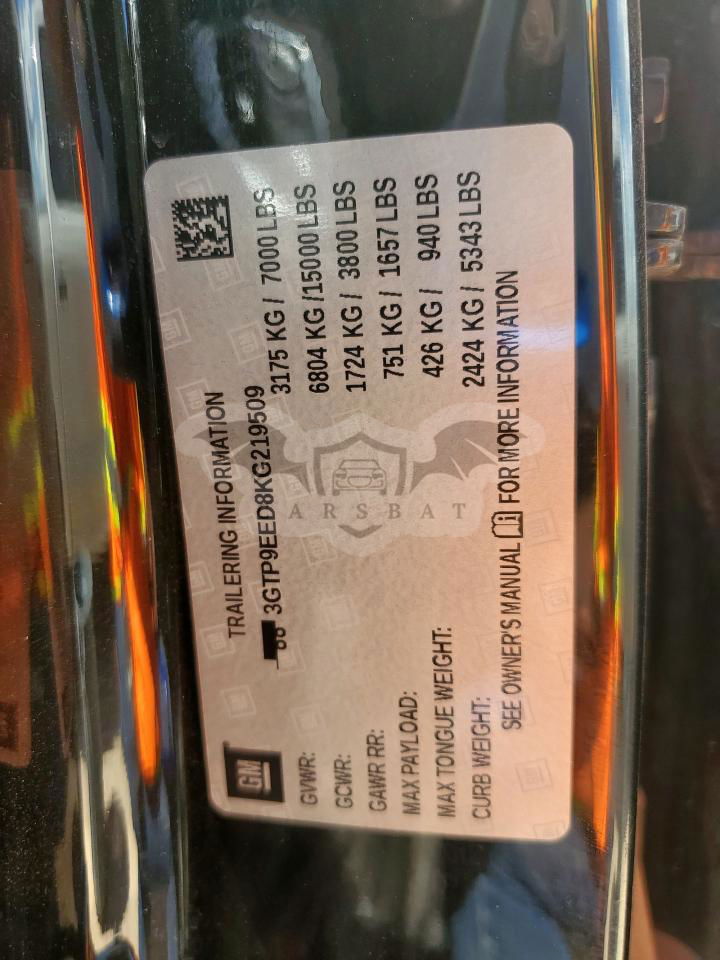 GM
TRAILERING INFORMATION
3GTP9EED8KG219509
GVWR: 3175 KG / 7000 LBS
GCWR: 6804 KG /15000 LBS
GAWR RR: 1724 KG / 3800 LBS
MAX PAYLOAD: 751 KG / 1657 LBS
MAX TONGUE WEIGHT: 426 KG / 940 LBS
CURB WEIGHT: 2424 KG / 5343 LBS
SEE OWNER'S MANUAL FOR MORE INFORMATION
ARSBAT